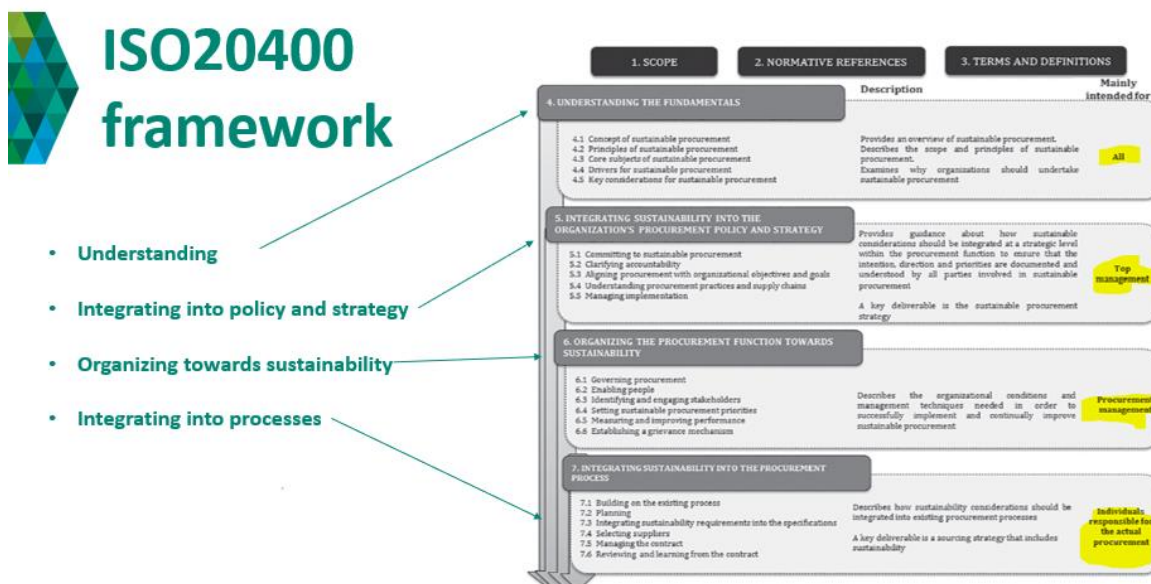 ISO20400
framework
• Understanding
• Integrating into policy and strategy
• Organizing towards sustainability
• Integrating into processes
1. SCOPE
2. NORMATIVE REFERENCES
3. TERMS AND DEFINITIONS
Description
Mainly
intended for
4. UNDERSTANDING THE FUNDAMENTALS
4.1 Concept of sustainable procurement
4.2 Principles of sustainable procurement
4.3 Core subjects of sustainable procurement
4.4 Drivers for sustainable procurement
4.5 Key considerations for sustainable procurement
Provides an overview of sustainable procurement.
Describes the scope and principles of sustainable
procurement.
Examines why organizations should undertake
sustainable procurement
All
5. INTEGRATING SUSTAINABILITY INTO THE
ORGANIZATION'S PROCUREMENT POLICY AND STRATEGY
5.1 Committing to sustainable procurement
5.2 Clarifying accountability
5.3 Aligning procurement with organizational objectives and goals
5.4 Understanding procurement practices and supply chains
5.5 Managing implementation
Provides guidance about how sustainable
considerations should be integrated at a strategic level
within the procurement function to ensure that the
intention, direction and priorities are documented and
understood by all parties involved in sustainable
procurement
A key deliverable is the sustainable procurement
strategy
Top
management
6. ORGANIZING THE PROCUREMENT FUNCTION TOWARDS
SUSTAINABILITY
6.1 Governing procurement
6.2 Enabling people
6.3 Identifying and engaging stakeholders
6.4 Setting sustainable procurement priorities
6.5 Measuring and improving performance
6.6 Establishing a grievance mechanism
Describes the organizational conditions and
management techniques needed in order to
successfully implement and continually improve
sustainable procurement
Procurement
management
7. INTEGRATING SUSTAINABILITY INTO THE PROCUREMENT
PROCESS
7.1 Building on the existing process
7.2 Planning
7.3 Integrating sustainability requirements into the specifications
7.4 Selecting suppliers
7.5 Managing the contract
7.6 Reviewing and learning from the contract
Describes how sustainability considerations should be
integrated into existing procurement processes
A key deliverable is a sourcing strategy that includes
sustainability
Individuals
responsible for
the actual
procurement